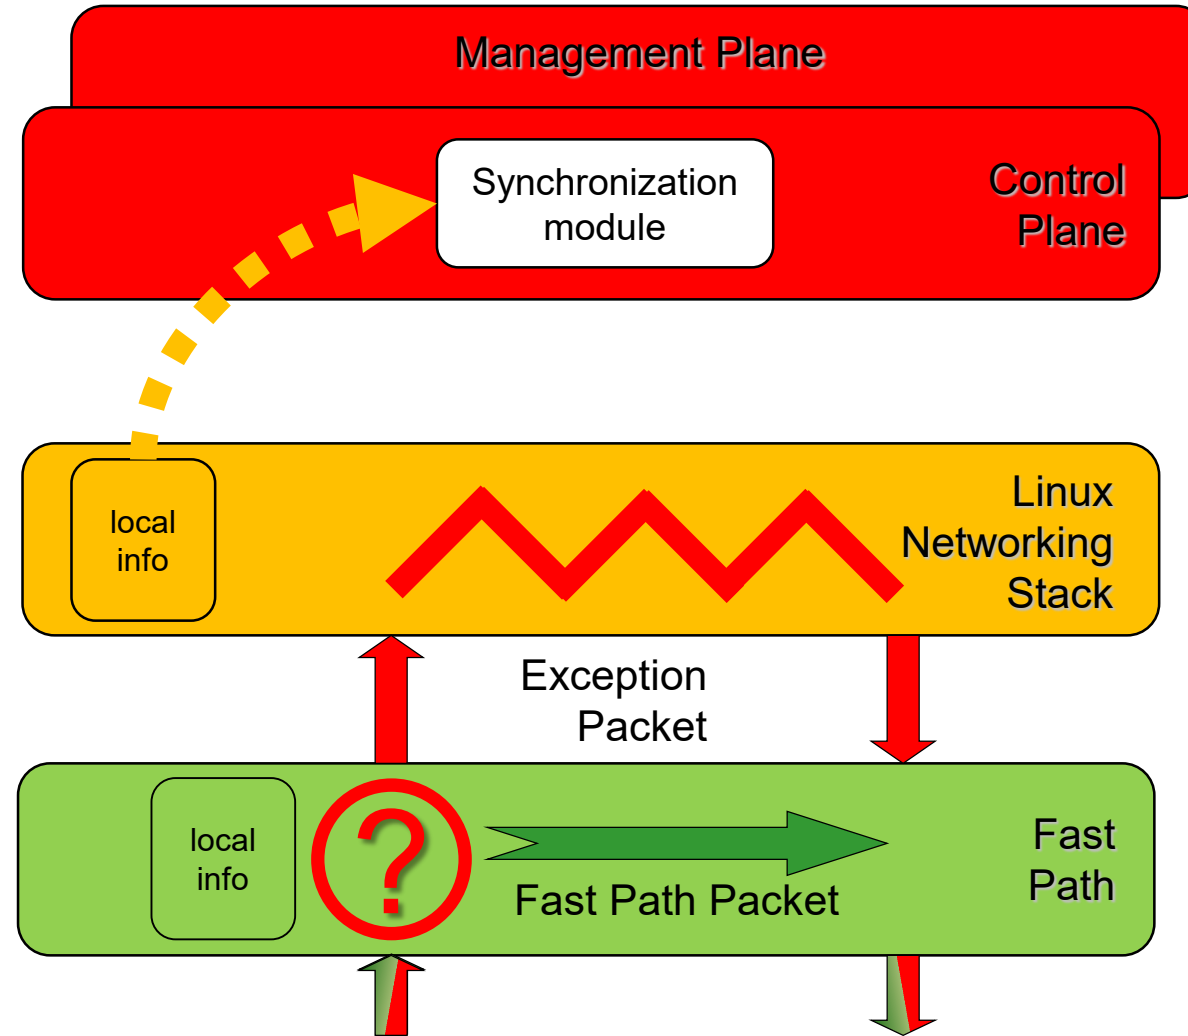 Management Plane
Synchronization
module
Control
Plane
local
info
Linux
Networking
Stack
Exception
Packet
local
info
?
Fast Path Packet
Fast
Path